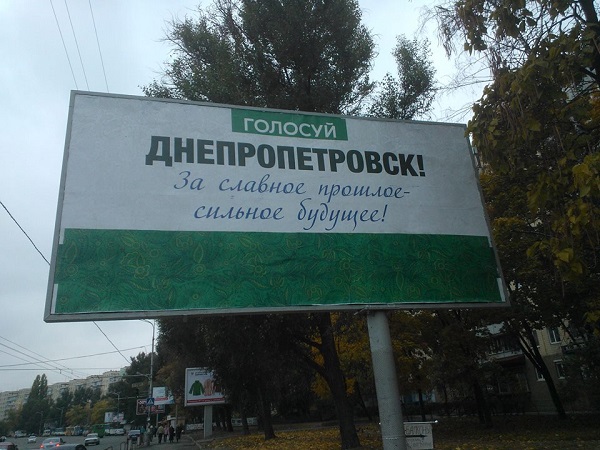 ГОЛОСУЙ
ДНЕПРОПЕТРОВСК!
За славное прошлое-
сильное будущее!